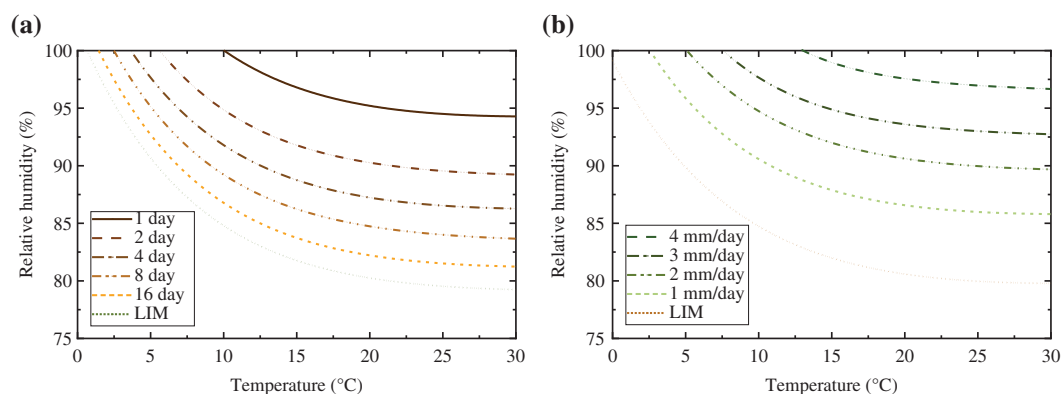 (a)
100
95
90
85
80
75
Relative humidity (%)
1 day
2 day
4 day
8 day
16 day
LIM
0
5
10
15
20
25
30
Temperature (°C)
(b)
100
95
90
85
80
75
Relative humidity (%)
4 mm/day
3 mm/day
2 mm/day
1 mm/day
LIM
0
5
10
15
20
25
30
Temperature (°C)